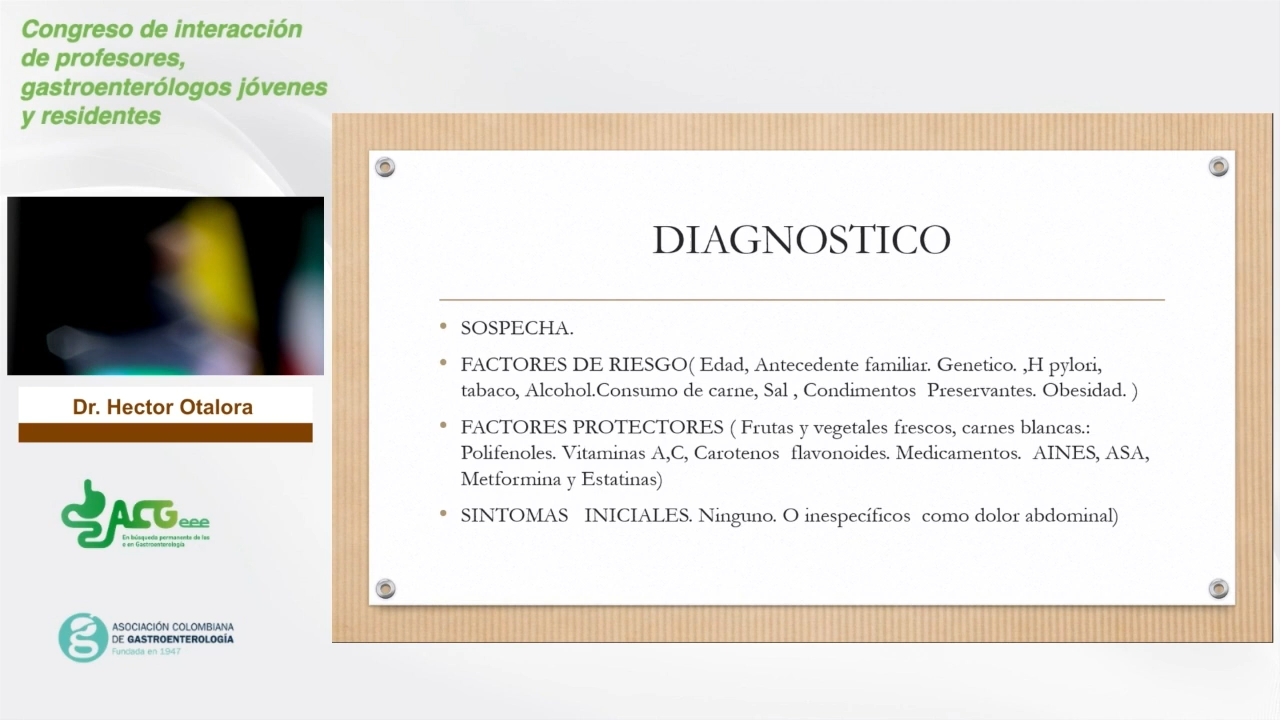 Congreso de interacción
de profesores,
gastroenterólogos jóvenes
y residentes
DIAGNOSTICO
• SOSPECHA.
• FACTORES DE RIESGO( Edad, Antecedente familiar. Genetico. ,H pylori,
tabaco, Alcohol.Consumo de carne, Sal , Condimentos Preservantes. Obesidad. )
• FACTORES PROTECTORES ( Frutas y vegetales frescos, carnes blancas.:
Polifenoles. Vitaminas A,C, Carotenos flavonoides. Medicamentos. AINES, ASA,
Metformina y Estatinas)
• SINTOMAS INICIALES. Ninguno. O inespecíficos como dolor abdominal)
Dr. Hector Otalora
ACGeee
En búsqueda permanente de las
e en Gastroenterología
ASOCIACIÓN COLOMBIANA
DE GASTROENTEROLOGÍA
Fundada en 1947